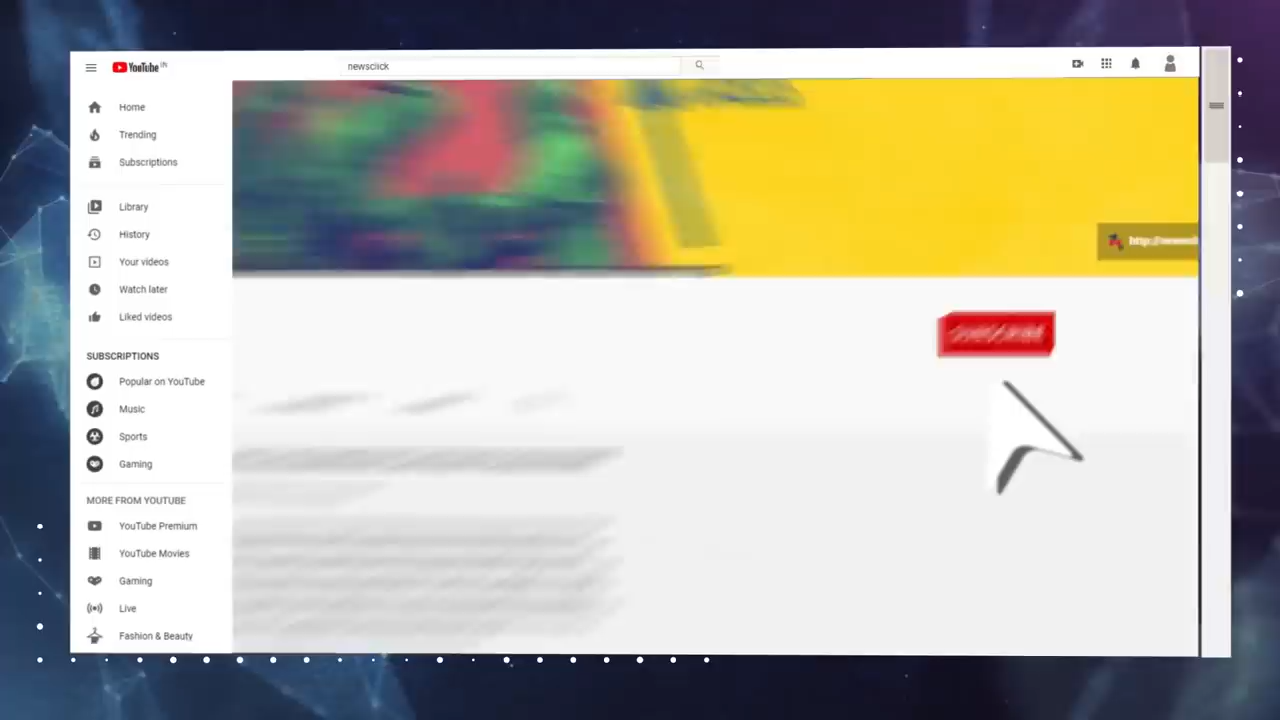 YouTube IN
newsclick
Home
Trending
Subscriptions
Library
History
Your videos
Watch later
Liked videos
SUBSCRIPTIONS
Popular on YouTube
Music
Sports
Gaming
MORE FROM YOUTUBE
YouTube Premium
YouTube Movies
Gaming
Live
Fashion & Beauty